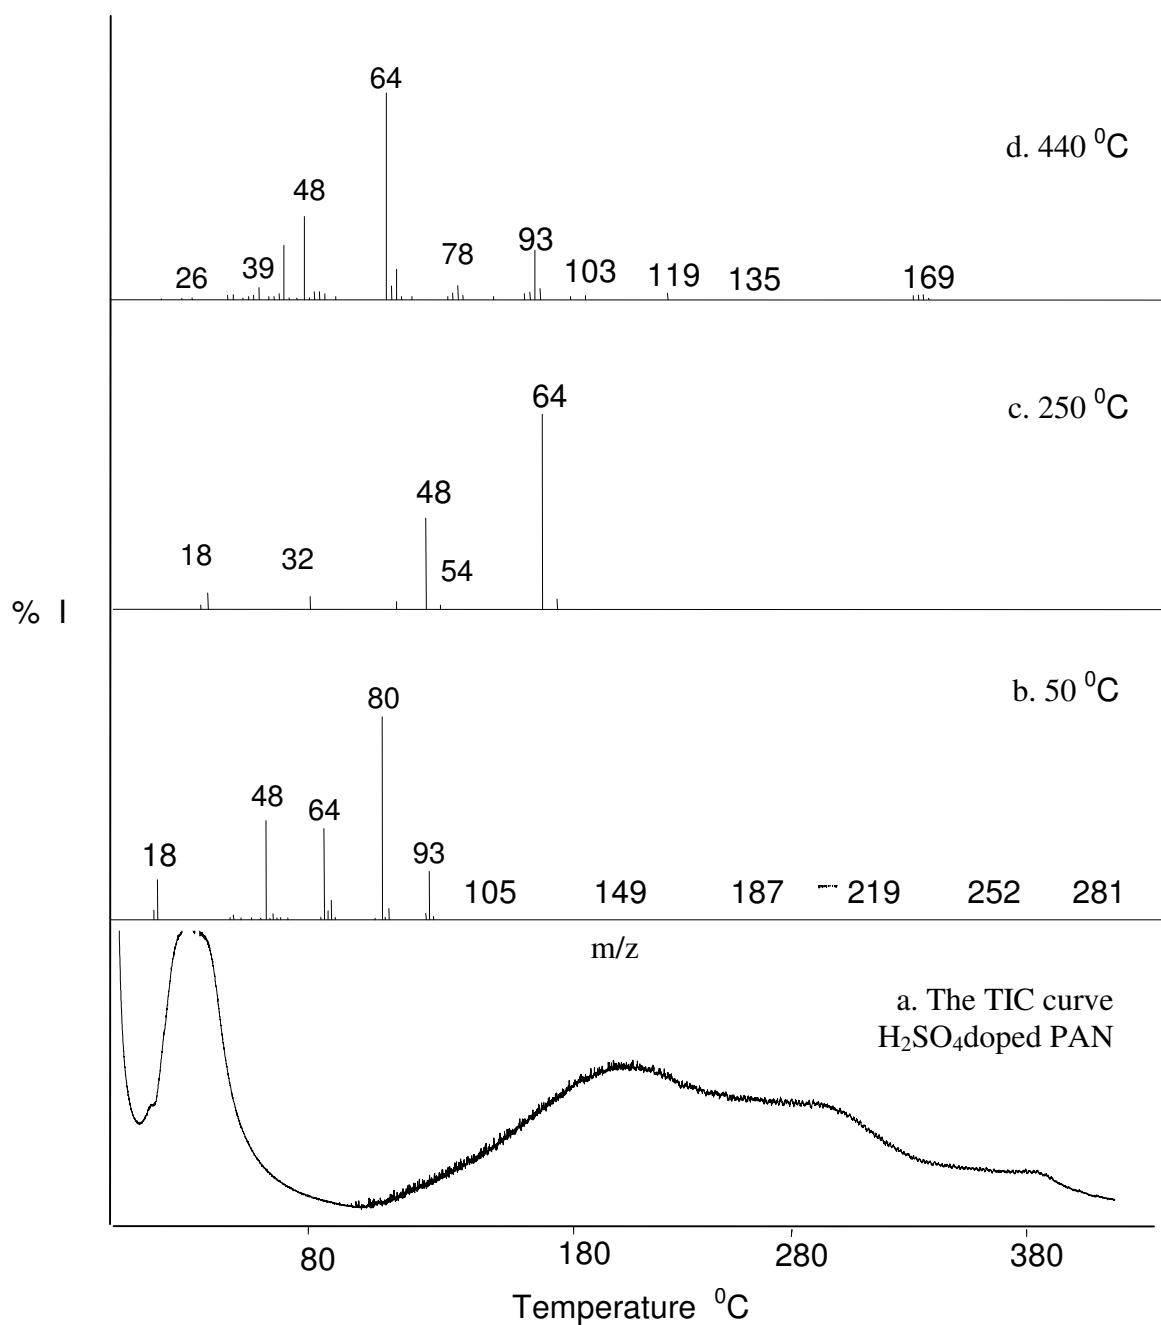 64
d. 440 ⁰C
48
26 39 78 93 103 119 135 169
64
c. 250 ⁰C
48
18 32 54
% I
b. 50 ⁰C
80
48 64
18 93
105 149 187 219 252 281
m/z
a. The TIC curve
H₂SO₄doped PAN
80 180 280 380
Temperature ⁰C